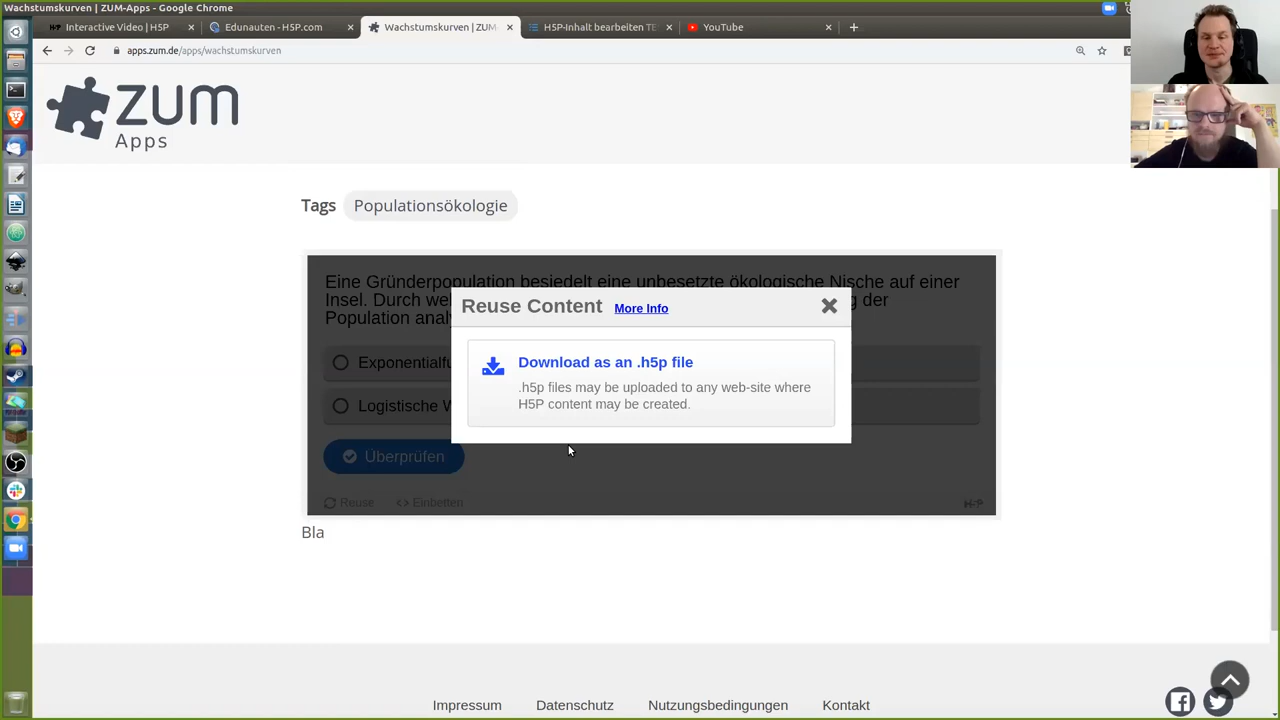 Wachstumskurven | ZUM-Apps - Google Chrome
Interactive Video | H5P
Edunauten - H5P.com
Wachstumskurven | ZUM-
H5P-Inhalt bearbeiten TE
YouTube
apps.zum.de/apps/wachstumskurven
zum
Apps
Tags Populationsökologie
Eine Gründerpopulation besiedelt eine unbesetzte ökologische Nische auf einer
Insel. Durch g der
Population
Reuse Content More Info
Download as an .h5p file
.h5p files may be uploaded to any web-site where
H5P content may be created.
Exponentialfu
Logistische W
Überprüfen
Reuse <> Einbetten H5P
Bla
Impressum Datenschutz Nutzungsbedingungen Kontakt